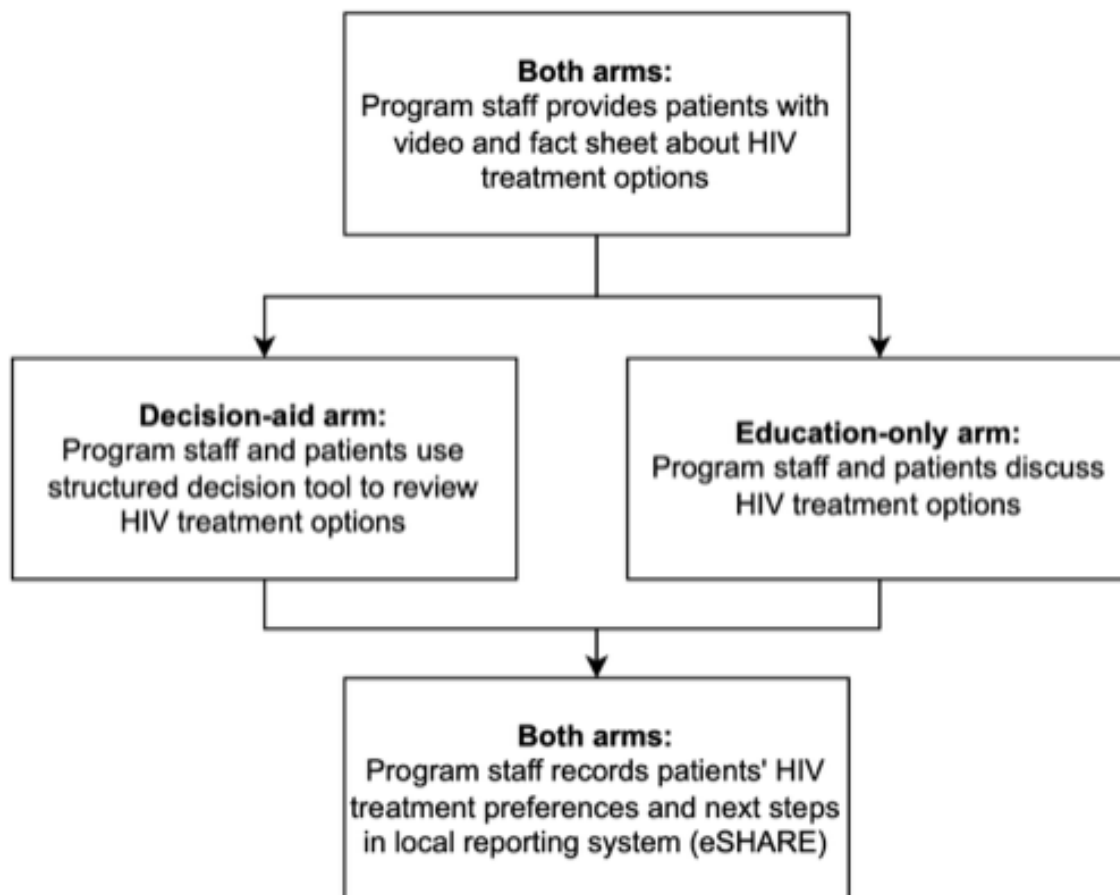 Both arms:
Program staff provides patients with
video and fact sheet about HIV
treatment options
Decision-aid arm:
Program staff and patients use
structured decision tool to review
HIV treatment options
Education-only arm:
Program staff and patients discuss
HIV treatment options
Both arms:
Program staff records patients' HIV
treatment preferences and next steps
in local reporting system (eSHARE)